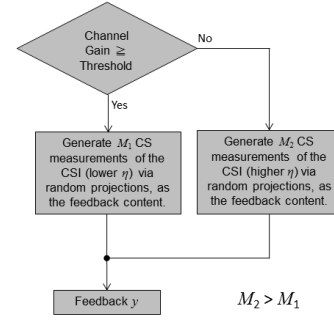 Channel
Gain ≧
Threshold
No
Yes
Generate M₁ CS
measurements of the
CSI (lower η) via
random projections, as
the feedback content.
Generate M₂ CS
measurements of the
CSI (higher η) via
random projections, as
the feedback content.
Feedback y
M₂ > M₁